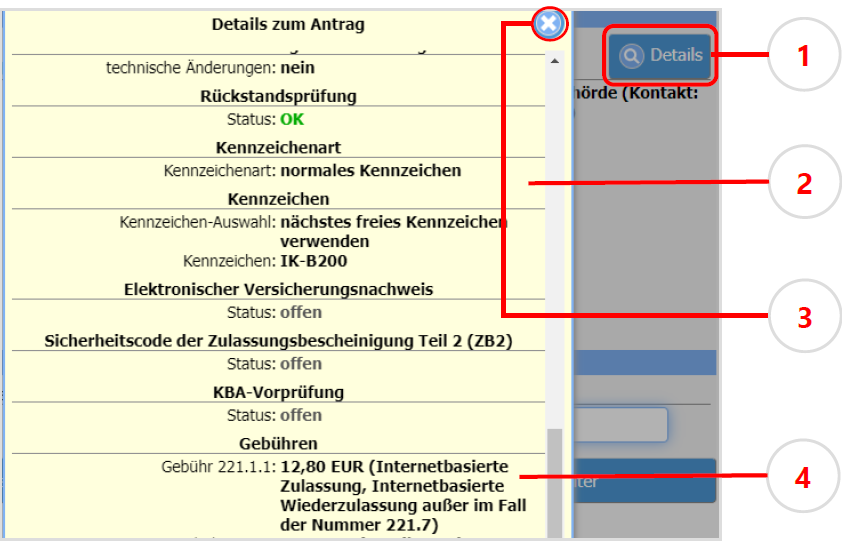 Details zum Antrag
technische Änderungen: nein
Rückstandsprüfung
Status: OK
Kennzeichenart
Kennzeichenart: normales Kennzeichen
Kennzeichen
Kennzeichen-Auswahl: nächstes freies Kennzeichen
verwenden
Kennzeichen: IK-B200
Elektronischer Versicherungsnachweis
Status: offen
Sicherheitscode der Zulassungsbescheinigung Teil 2 (ZB2)
Status: offen
KBA-Vorprüfung
Status: offen
Gebühren
Gebühr 221.1.1: 12,80 EUR (Internetbasierte
Zulassung, Internetbasierte
Wiederzulassung außer im Fall
der Nummer 221.7)
Details
(Kontakt:
1
2
3
4